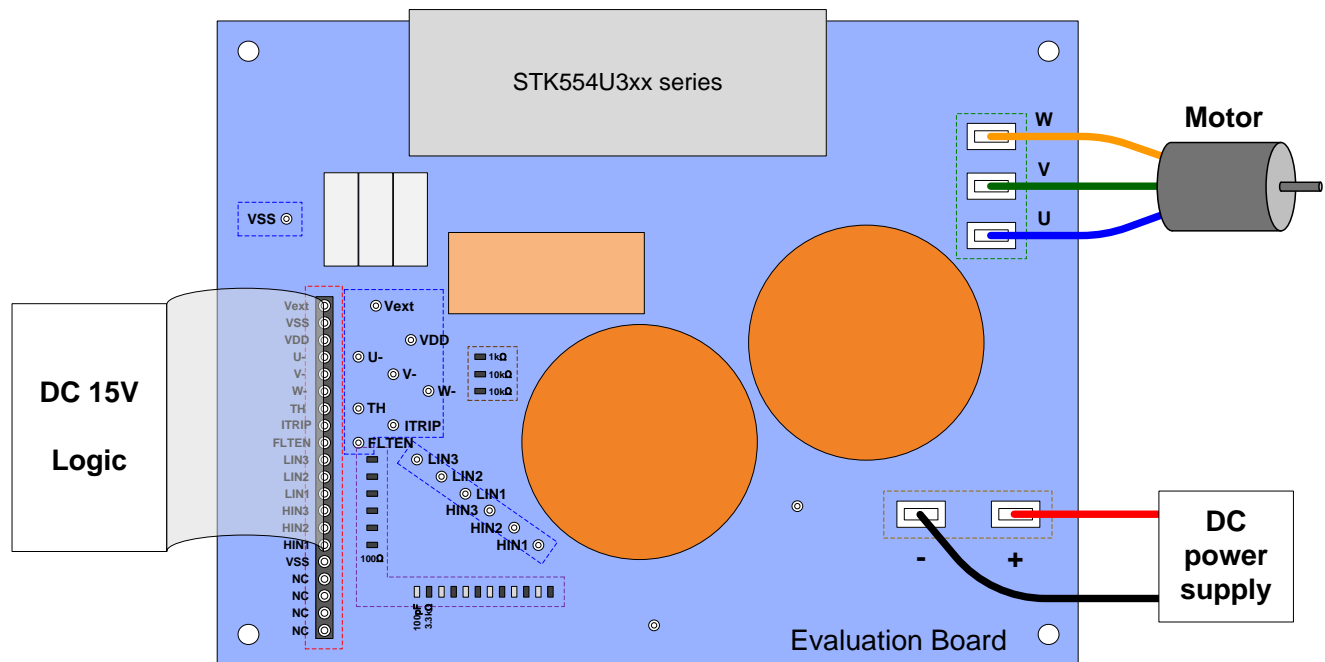 STK554U3xx series
W
V
U
Motor
VSS
Vext
VSS
VDD
U-
V-
W-
TH
ITRIP
FLTEN
LIN3
LIN2
LIN1
HIN3
HIN2
HIN1
VSS
NC
NC
NC
NC
Vext
VDD
U-
V-
W-
TH
ITRIP
FLTEN
LIN3
LIN2
LIN1
HIN3
HIN2
HIN1
1kΩ
10kΩ
10kΩ
100Ω
100pF
3.3kΩ
DC 15V
Logic
-
+
DC
power
supply
Evaluation Board